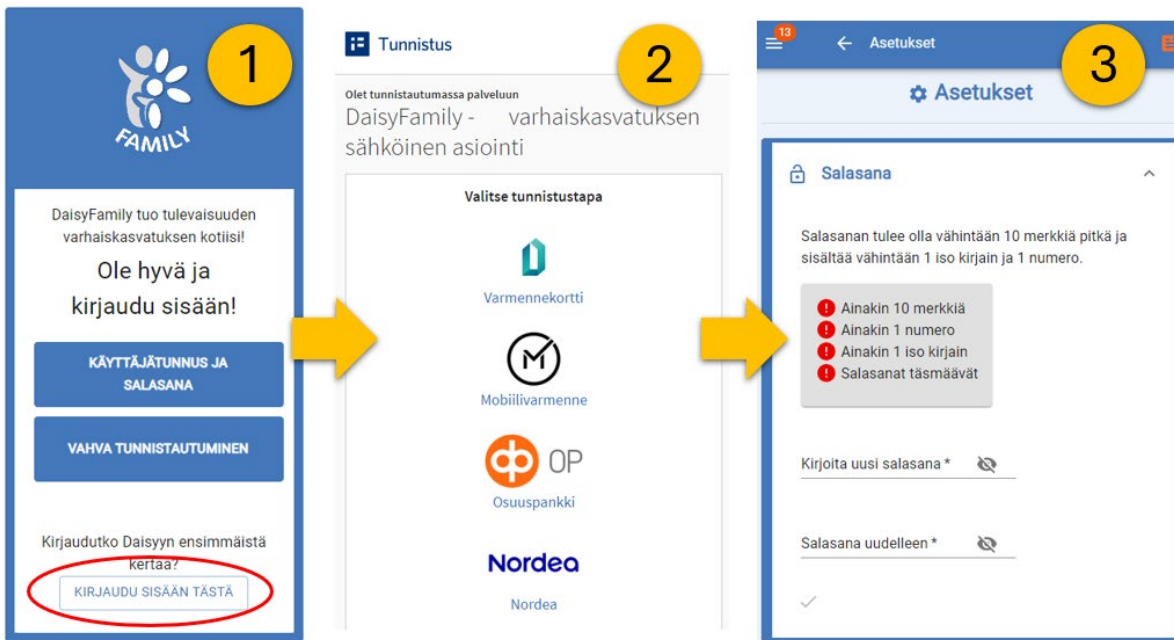 1
FAMILY
DaisyFamily tuo tulevaisuuden
varhaiskasvatuksen kotiisi!
Ole hyvä ja
kirjaudu sisään!
KÄYTTÄJÄTUNNUS JA
SALASANA
VAHVA TUNNISTAUTUMINEN
Kirjaudutko Daisyyn ensimmäistä
kertaa?
KIRJAUDU SISÄÄN TÄSTÄ
2
Tunnistus
Olet tunnistautumassa palveluun
DaisyFamily - varhaiskasvatuksen
sähköinen asiointi
Valitse tunnistustapa
Varmennekortti
M
Mobiilivarmenne
OP
Osuuspankki
Nordea
Nordea
3
13
Asetukset
Asetukset
Salasana
Salasanan tulee olla vähintään 10 merkkiä pitkä ja
sisältää vähintään 1 iso kirjain ja 1 numero.
Ainakin 10 merkkiä
Ainakin 1 numero
Ainakin 1 iso kirjain
Salasanat täsmäävät
Kirjoita uusi salasana *
Salasana uudelleen *